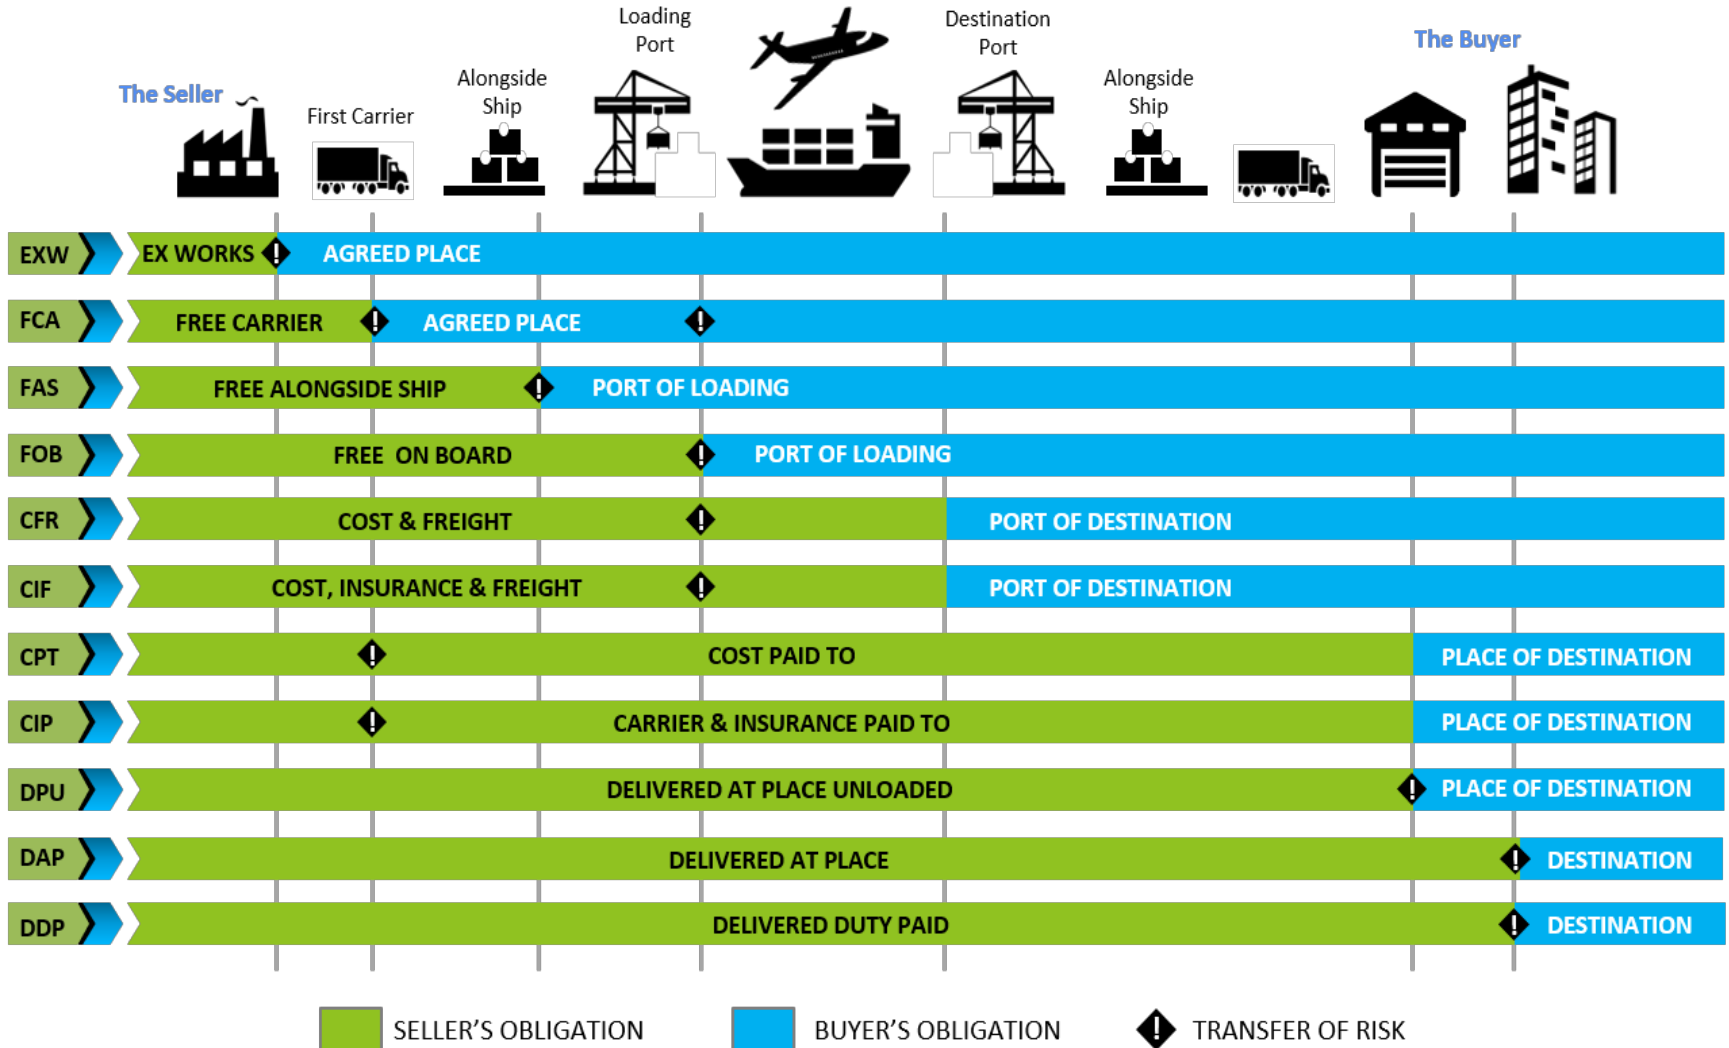 Loading
Port
Destination
Port
The Buyer
The Seller
Alongside
Ship
Alongside
Ship
First Carrier
EXW EX WORKS ! AGREED PLACE
FCA FREE CARRIER ! AGREED PLACE !
FAS FREE ALONGSIDE SHIP ! PORT OF LOADING
FOB FREE ON BOARD ! PORT OF LOADING
CFR COST & FREIGHT ! PORT OF DESTINATION
CIF COST, INSURANCE & FREIGHT ! PORT OF DESTINATION
CPT ! COST PAID TO PLACE OF DESTINATION
CIP ! CARRIER & INSURANCE PAID TO PLACE OF DESTINATION
DPU DELIVERED AT PLACE UNLOADED ! PLACE OF DESTINATION
DAP DELIVERED AT PLACE ! DESTINATION
DDP DELIVERED DUTY PAID ! DESTINATION
SELLER'S OBLIGATION BUYER'S OBLIGATION ! TRANSFER OF RISK